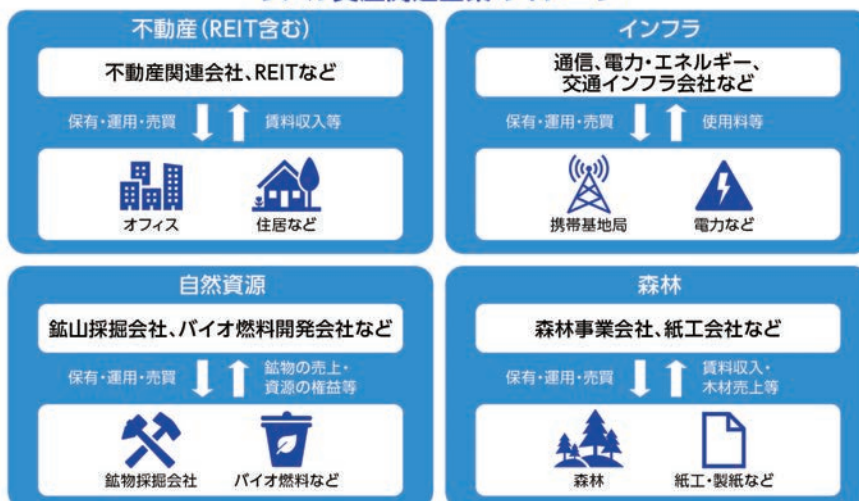 不動産(REIT含む)
不動産関連会社、REITなど
保有・運用・売買
賃料収入等
オフィス
住居など
インフラ
通信、電力・エネルギー、
交通インフラ会社など
保有・運用・売買
使用料等
携帯基地局
電力など
自然資源
鉱山採掘会社、バイオ燃料開発会社など
保有・運用・売買
鉱物の売上・
資源の権益等
鉱物採掘会社
バイオ燃料など
森林
森林事業会社、紙工会社など
保有・運用・売買
賃料収入・
木材売上等
森林
紙工・製紙など